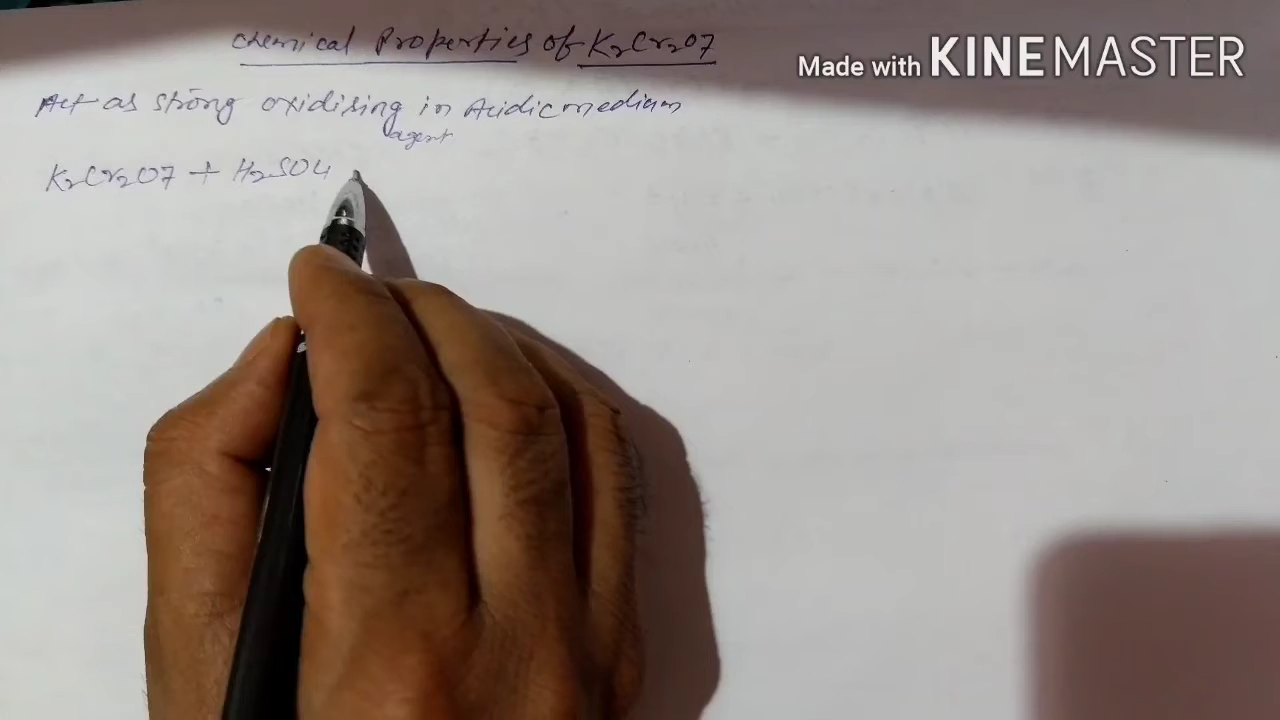 Chemical Properties of K2Cr2O7
Made with KINEMASTER
Act as strong oxidising in Acidic medium
agent
K2Cr2O7 + H2SO4